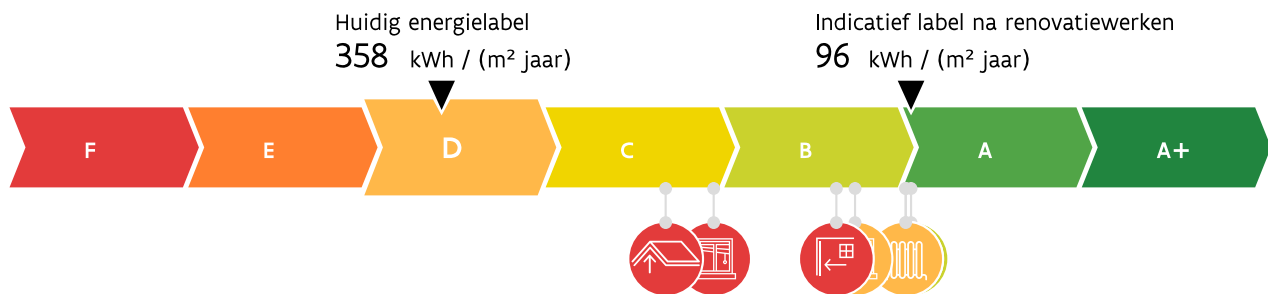 Huidig energielabel
358 kWh / (m² jaar)
Indicatief label na renovatiewerken
96 kWh / (m² jaar)
F E D C B A A+